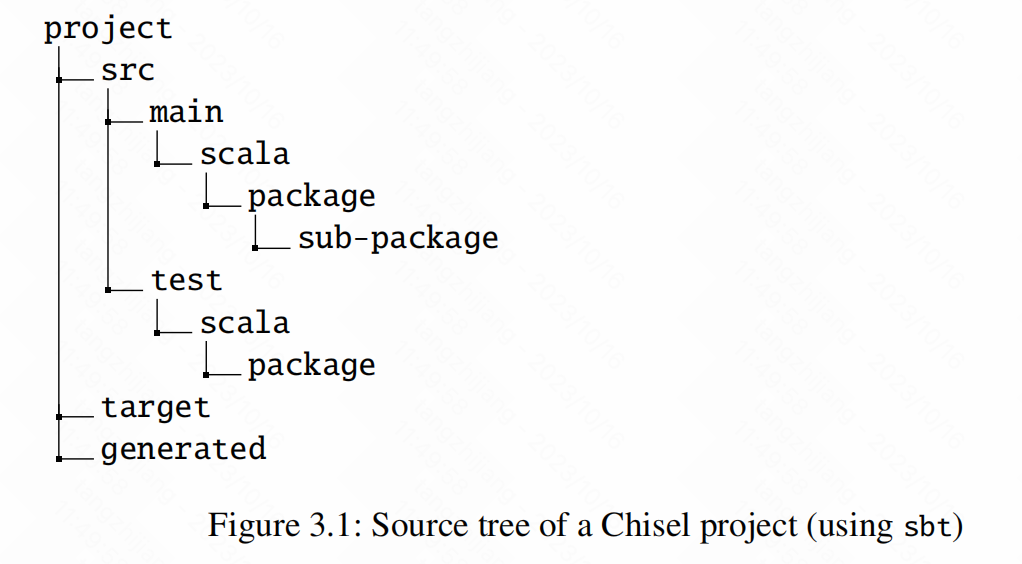 project
src
main
scala
package
sub-package
test
scala
package
target
generated
Figure 3.1: Source tree of a Chisel project (using sbt)